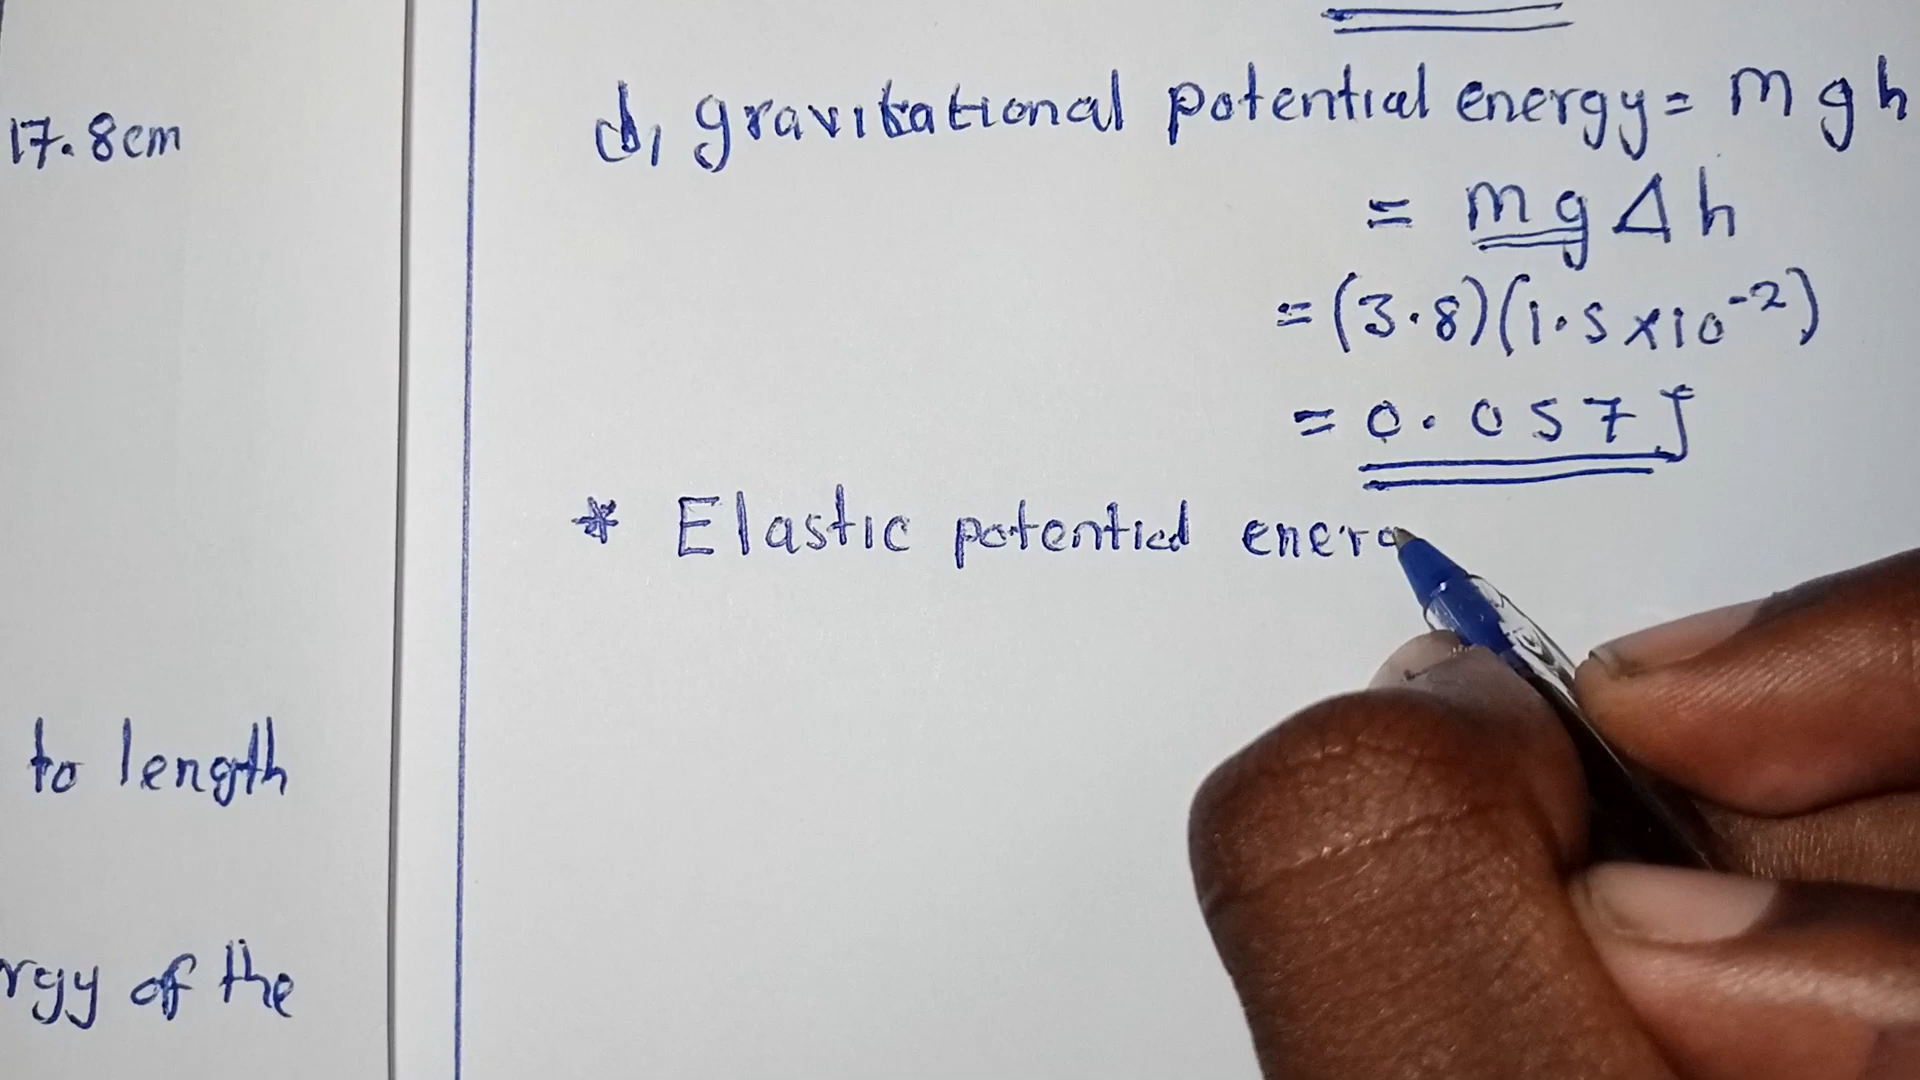 17.8cm
to length
rgy of the
d, gravitational potential energy = mgh
= mgΔh
= (3.8)(1.5×10⁻²)
= 0.057J
* Elastic potential energ